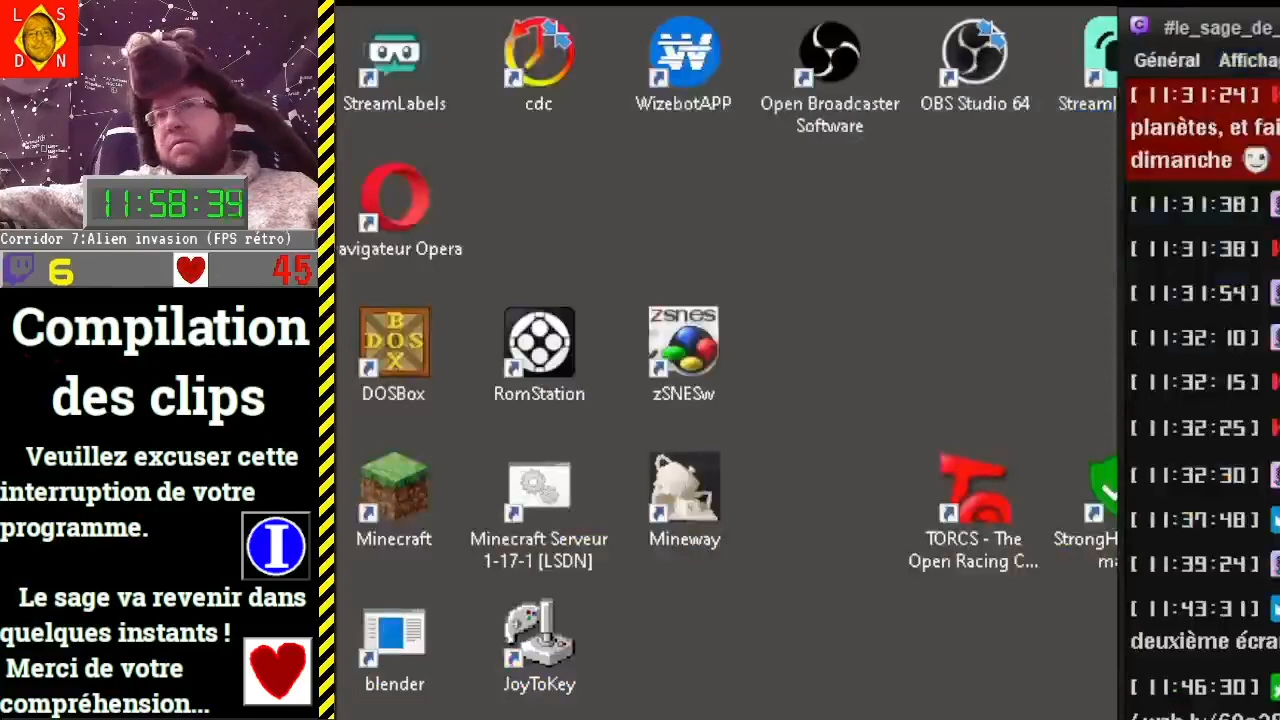 L S
D N
11:58:39
Corridor 7:Alien invasion (FPS rétro)
6
45
Compilation
des clips
Veuillez excuser cette
interruption de votre
programme.
I
Le sage va revenir dans
quelques instants !
Merci de votre
compréhension...
StreamLabels
cdc
WizebotAPP
Open Broadcaster
Software
OBS Studio 64
Streaml
avigateur Opera
BOX
DOS
DOSBox
RomStation
zsnes
zSNESw
Minecraft
Minecraft Serveur
1-17-1 [LSDN]
Mineway
TORCS - The
Open Racing C...
StrongH
m
blender
JoyToKey
#le_sage_de_
Général Afficha
[11:31:24]
planètes, et fai
dimanche
[11:31:38]
[11:31:38]
[11:31:54]
[11:32:10]
[11:32:15]
[11:32:25]
[11:32:30]
[11:37:48]
[11:39:24]
[11:43:31]
deuxième écra
[11:46:30]